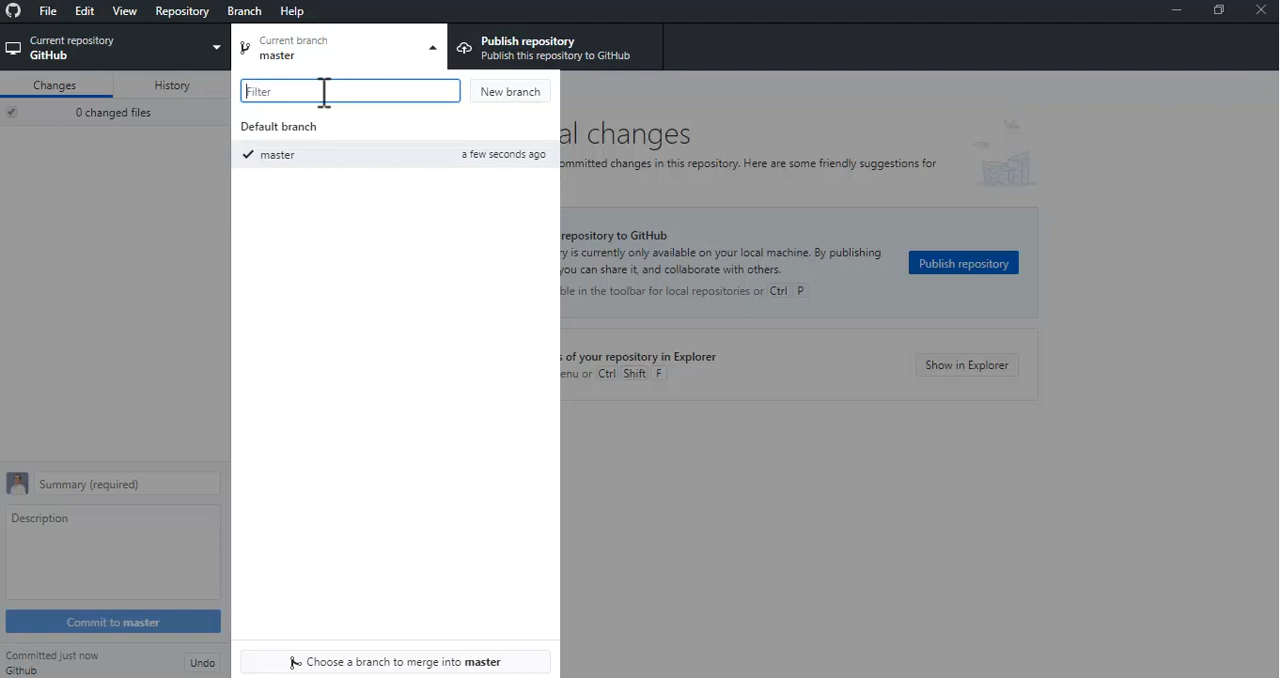 File Edit View Repository Branch Help
Current repository
GitHub
Current branch
master
Publish repository
Publish this repository to GitHub
Changes History
0 changed files
Filter
New branch
Default branch
master a few seconds ago
al changes
ommitted changes in this repository. Here are some friendly suggestions for
repository to GitHub
ry is currently only available on your local machine. By publishing
you can share it, and collaborate with others.
ble in the toolbar for local repositories or Ctrl P
Publish repository
s of your repository in Explorer
enu or Ctrl Shift F
Show in Explorer
Summary (required)
Description
Commit to master
Committed just now
Github
Undo
Choose a branch to merge into master